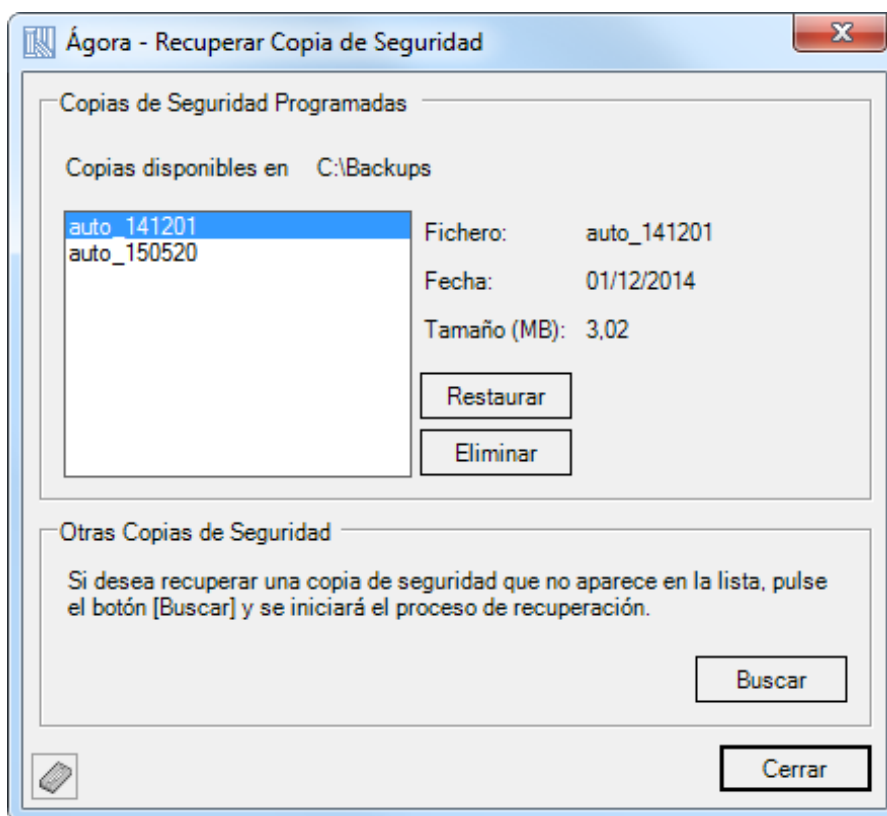 Ágora - Recuperar Copia de Seguridad
Copias de Seguridad Programadas
Copias disponibles en C:\Backups
auto_141201
auto_150520
Fichero: auto_141201
Fecha: 01/12/2014
Tamaño (MB): 3,02
Restaurar
Eliminar
Otras Copias de Seguridad
Si desea recuperar una copia de seguridad que no aparece en la lista, pulse
el botón [Buscar] y se iniciará el proceso de recuperación.
Buscar
Cerrar